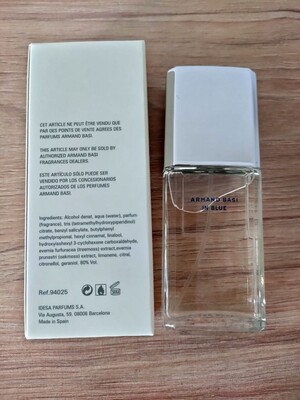 CET ARTICLE NE PEUT ÊTRE VENDU QUE
PAR DES POINTS DE VENTE AGREES DES
PARFUMS ARMAND BASI.
THIS ARTICLE MAY ONLY BE SOLD BY
AUTHORIZED ARMAND BASI
FRAGRANCES DEALERS.
ESTE ARTÍCULO SÓLO PUEDE SER
VENDIDO POR LOS CONCESIONARIOS
AUTORIZADOS DE LOS PERFUMES
ARMAND BASI.
Ingredients: Alcohol denat, aqua (water), parfum
(fragrance), tris (tetramethylhydroxypiperidinol)
citrate, benzyl salicylate, butylphenyl
methylpropional, hexyl cinnamal, linalool,
hydroxyisohexyl 3-cyclohexene carboxaldehyde,
evernia furfuracea (treemoss) extract, evernia
prunastri (oakmoss) extract, limonene, citral,
citronellol, geraniol. 80% Vol.
Ref.94025
IDESA PARFUMS S.A.
Via Augusta, 59. 08006 Barcelona
Made in Spain
ARMAND BASI
IN BLUE